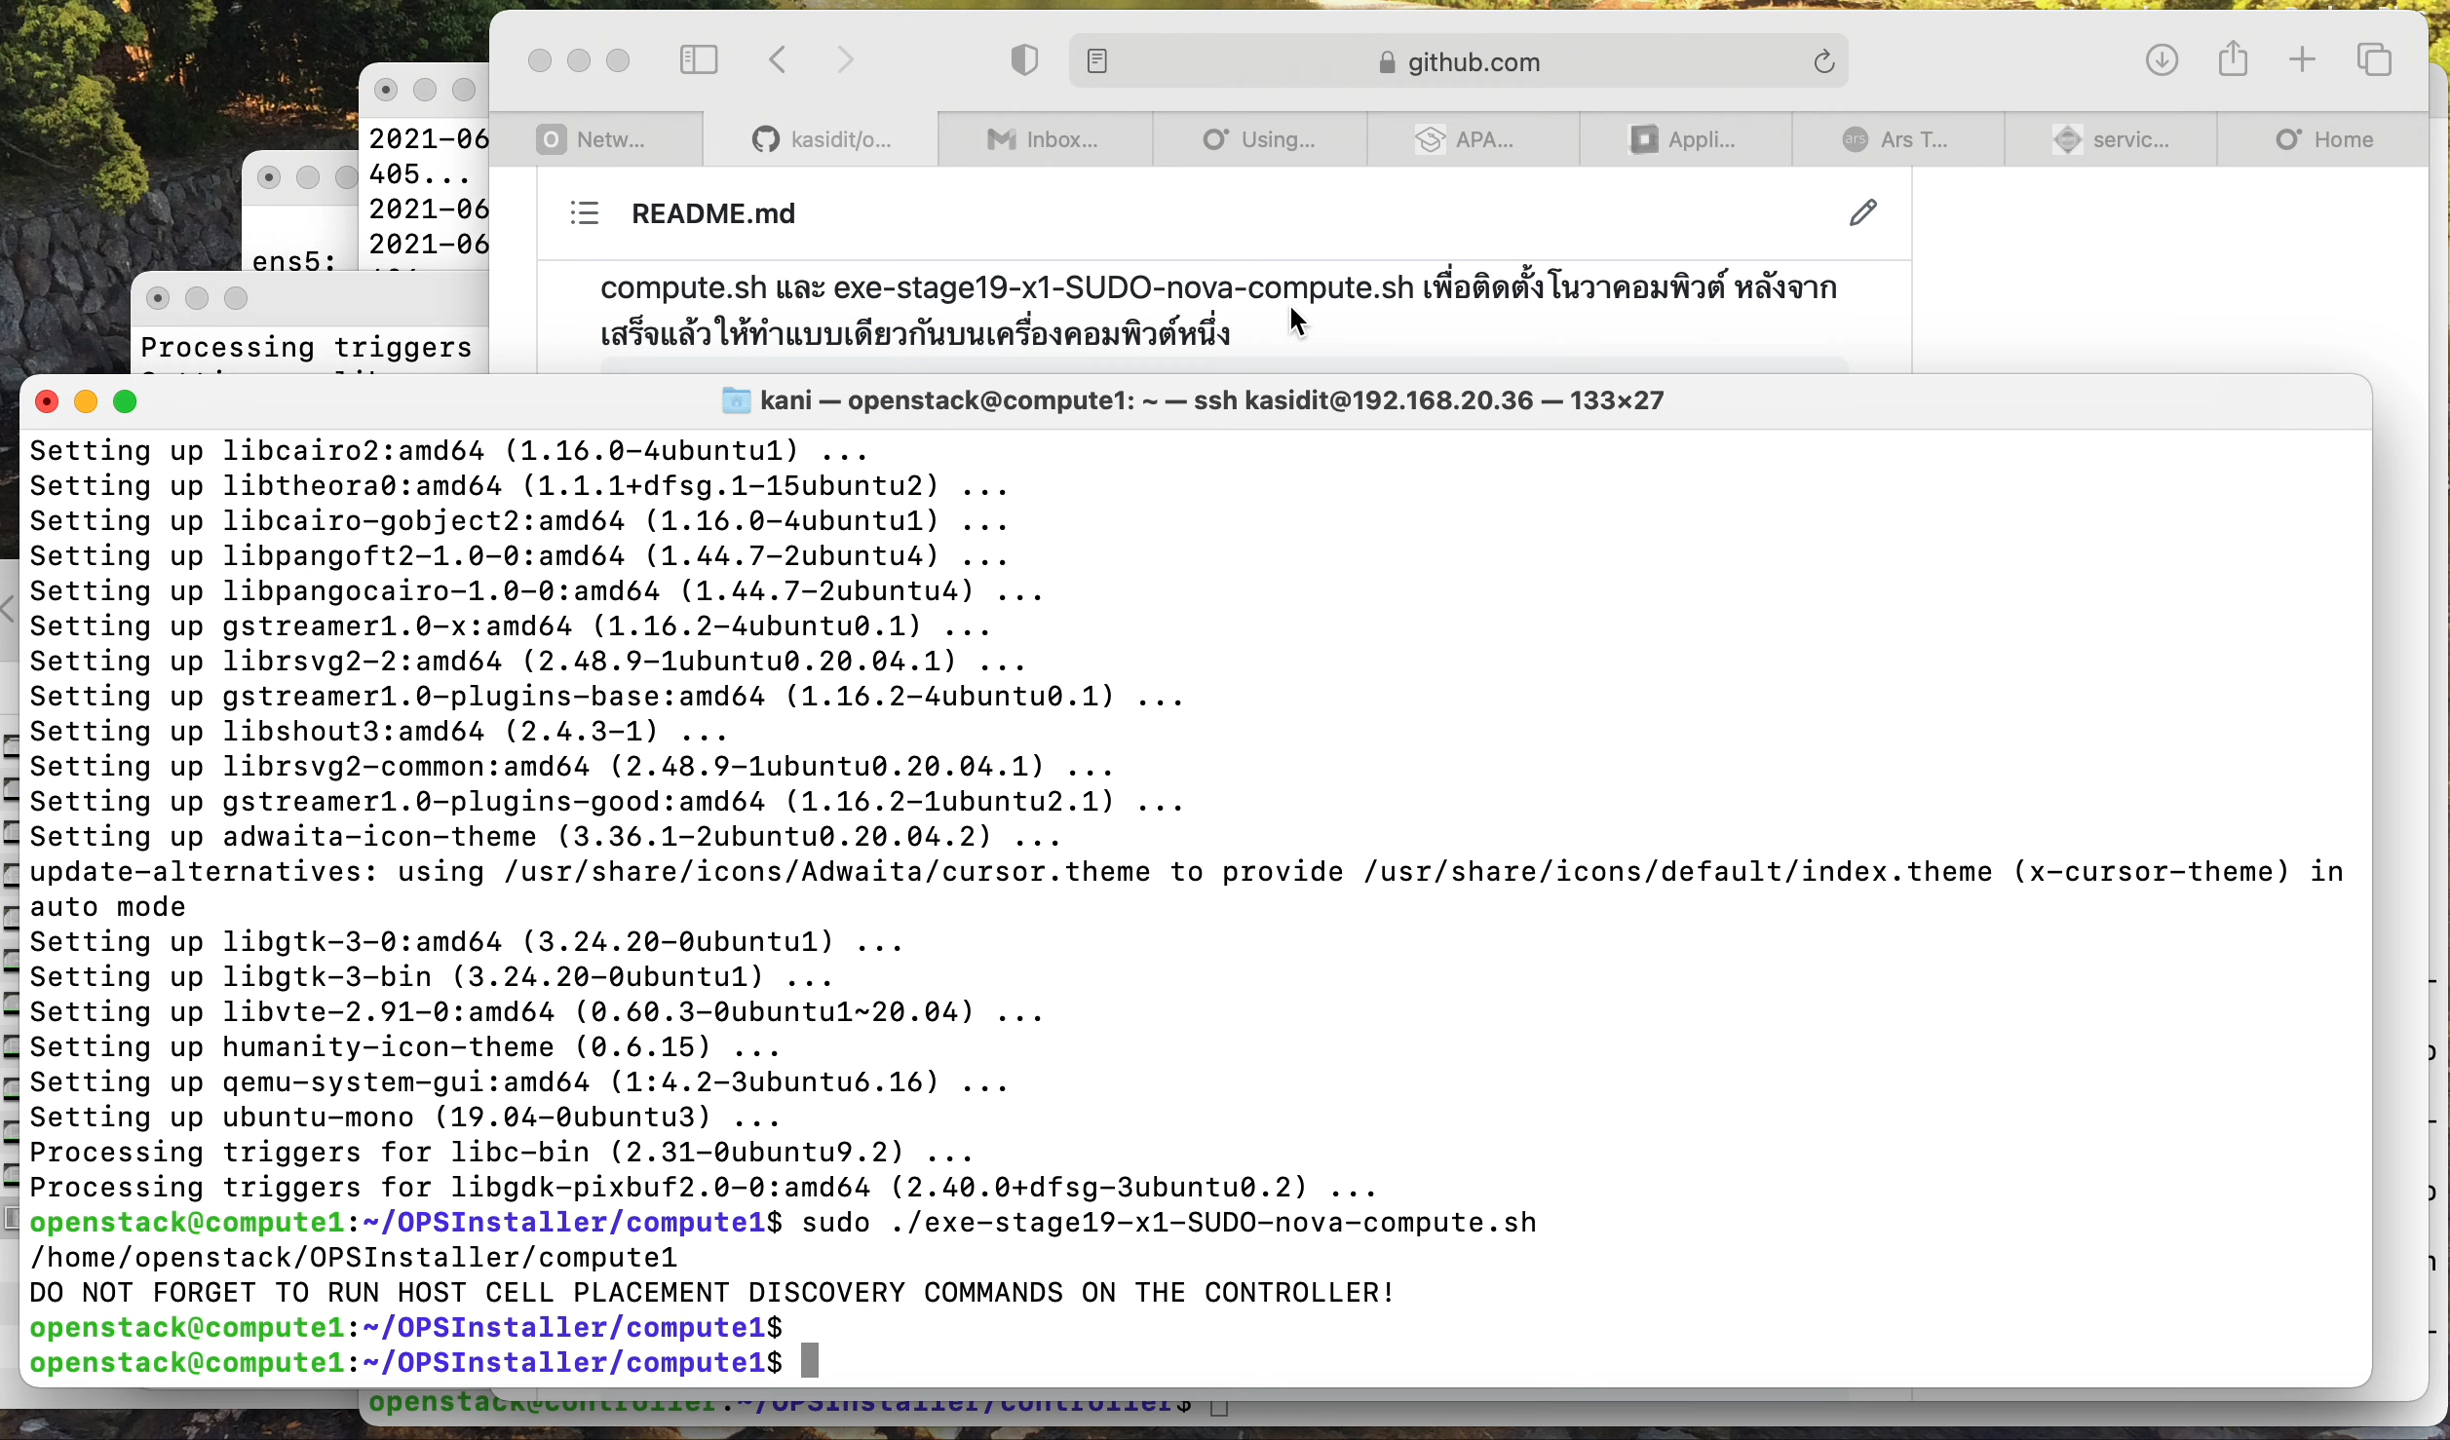 github.com
Netw...
kasidit/o...
Inbox...
Using...
APA...
Appli...
ars
Ars T...
servic...
Home
2021-06
405...
2021-06
2021-06
ens5:
Processing triggers
README.md
compute.sh และ exe-stage19-x1-SUDO-nova-compute.sh เพื่อติดตั้งโนวาคอมพิวต์ หลังจาก
เสร็จแล้วให้ทำแบบเดียวกันบนเครื่องคอมพิวต์หนึ่ง
kani — openstack@compute1: ~ — ssh kasidit@192.168.20.36 — 133×27
Setting up libcairo2:amd64 (1.16.0-4ubuntu1) ...
Setting up libtheora0:amd64 (1.1.1+dfsg.1-15ubuntu2) ...
Setting up libcairo-gobject2:amd64 (1.16.0-4ubuntu1) ...
Setting up libpangoft2-1.0-0:amd64 (1.44.7-2ubuntu4) ...
Setting up libpangocairo-1.0-0:amd64 (1.44.7-2ubuntu4) ...
Setting up gstreamer1.0-x:amd64 (1.16.2-4ubuntu0.1) ...
Setting up librsvg2-2:amd64 (2.48.9-1ubuntu0.20.04.1) ...
Setting up gstreamer1.0-plugins-base:amd64 (1.16.2-4ubuntu0.1) ...
Setting up libshout3:amd64 (2.4.3-1) ...
Setting up librsvg2-common:amd64 (2.48.9-1ubuntu0.20.04.1) ...
Setting up gstreamer1.0-plugins-good:amd64 (1.16.2-1ubuntu2.1) ...
Setting up adwaita-icon-theme (3.36.1-2ubuntu0.20.04.2) ...
update-alternatives: using /usr/share/icons/Adwaita/cursor.theme to provide /usr/share/icons/default/index.theme (x-cursor-theme) in
auto mode
Setting up libgtk-3-0:amd64 (3.24.20-0ubuntu1) ...
Setting up libgtk-3-bin (3.24.20-0ubuntu1) ...
Setting up libvte-2.91-0:amd64 (0.60.3-0ubuntu1~20.04) ...
Setting up humanity-icon-theme (0.6.15) ...
Setting up qemu-system-gui:amd64 (1:4.2-3ubuntu6.16) ...
Setting up ubuntu-mono (19.04-0ubuntu3) ...
Processing triggers for libc-bin (2.31-0ubuntu9.2) ...
Processing triggers for libgdk-pixbuf2.0-0:amd64 (2.40.0+dfsg-3ubuntu0.2) ...
openstack@compute1:~/OPSInstaller/compute1$ sudo ./exe-stage19-x1-SUDO-nova-compute.sh
/home/openstack/OPSInstaller/compute1
DO NOT FORGET TO RUN HOST CELL PLACEMENT DISCOVERY COMMANDS ON THE CONTROLLER!
openstack@compute1:~/OPSInstaller/compute1$
openstack@compute1:~/OPSInstaller/compute1$
openstack@controller:~/OPSInstaller/controller$